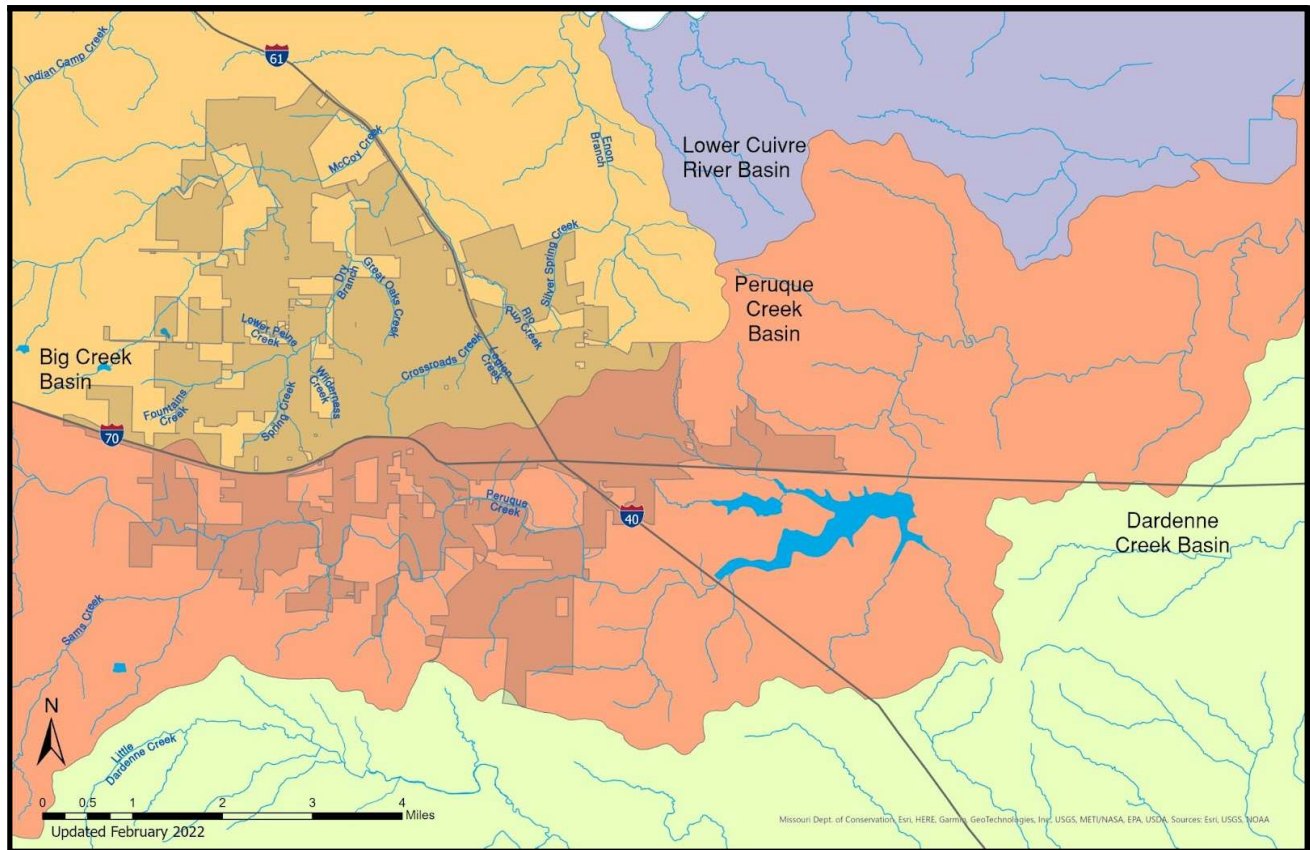 Indian Camp Creek
61
McCoy Creek
Enon
Branch
Lower Cuivre
River Basin
Silver Spring Creek
Dry
Branch
Great Oaks Creek
Peruque
Creek
Basin
Rio
Run Creek
Lower Peine
Creek
Big Creek
Basin
Crossroads Creek
Legion
Creek
Wilderness
Creek
Fountains
Creek
Spring Creek
70
Peruque
Creek
40
Dardenne
Creek Basin
Sams Creek
N
Little
Dardenne Creek
0 0.5 1 2 3 4
Miles
Updated February 2022
Missouri Dept. of Conservation, Esri, HERE, Garmin, GeoTechnologies, Inc, USGS, METI/NASA, EPA, USDA, Sources: Esri, USGS, NOAA